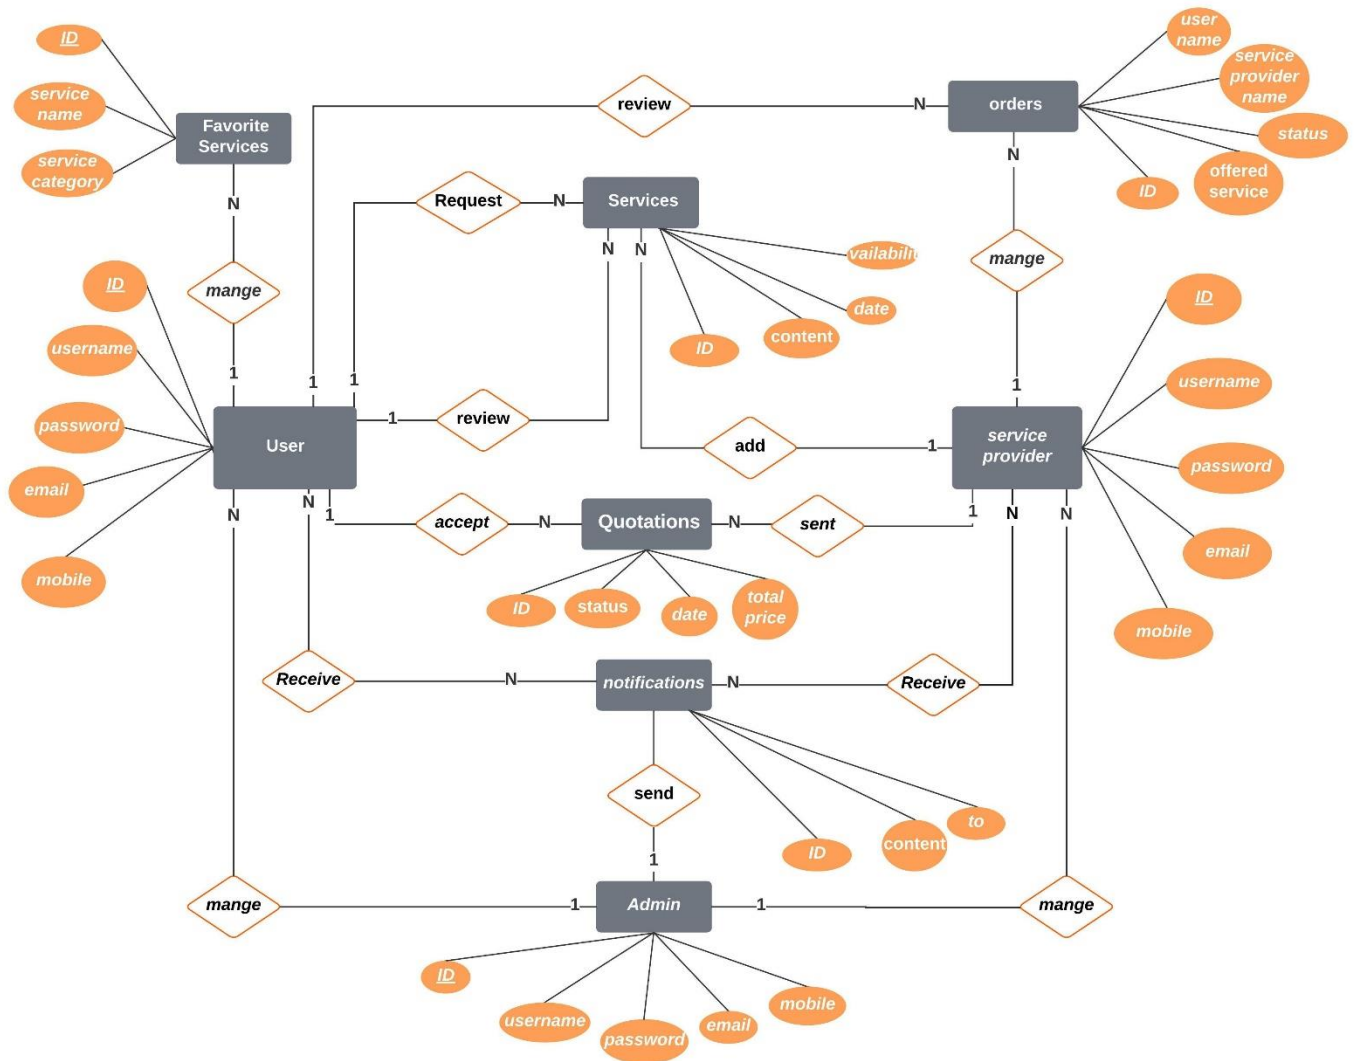 ID
service
name
service
category
Favorite
Services
N
mange
1
review
N
orders
user
name
service
provider
name
status
offered
service
ID
N
mange
1
Request
N
Services
N
N
vailabilit
date
content
ID
1
1
ID
username
password
email
mobile
User
1
review
add
1
service
provider
ID
username
password
email
mobile
N
N
1
accept
N
Quotations
N
sent
1
N
N
ID
status
date
total
price
Receive
N
notifications
N
Receive
send
1
ID
content
to
mange
1
Admin
1
mange
ID
username
password
email
mobile